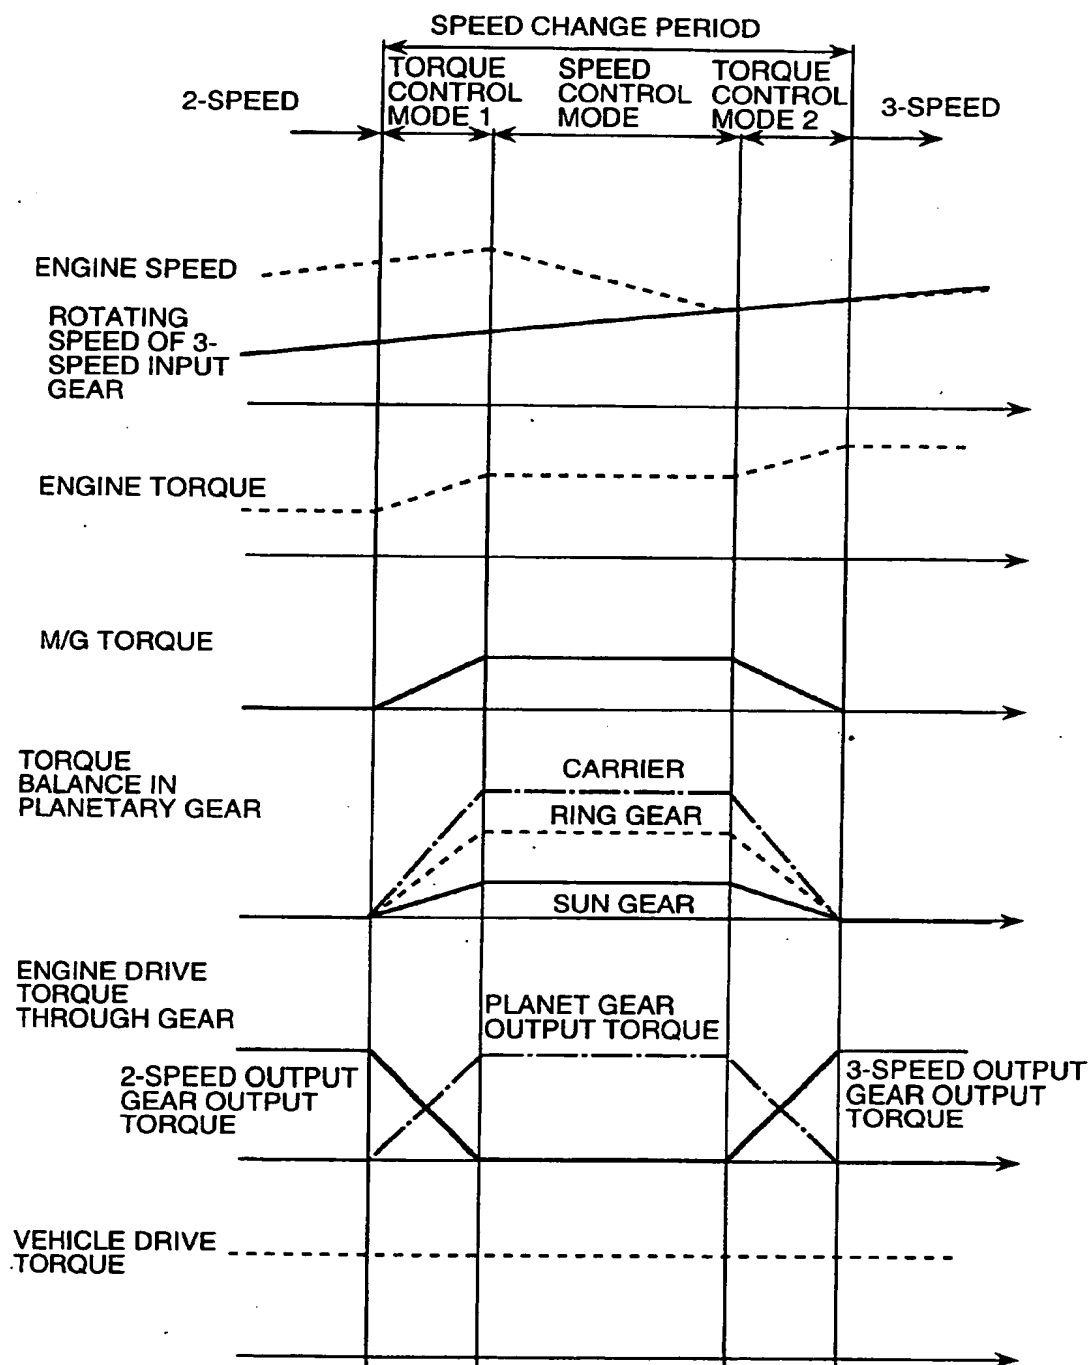 SPEED CHANGE PERIOD
2-SPEED
TORQUE
CONTROL
MODE 1
SPEED
CONTROL
MODE
TORQUE
CONTROL
MODE 2
3-SPEED
ENGINE SPEED
ROTATING
SPEED OF 3-
SPEED INPUT
GEAR
ENGINE TORQUE
M/G TORQUE
TORQUE
BALANCE IN
PLANETARY GEAR
CARRIER
RING GEAR
SUN GEAR
ENGINE DRIVE
TORQUE
THROUGH GEAR
PLANET GEAR
OUTPUT TORQUE
2-SPEED OUTPUT
GEAR OUTPUT
TORQUE
3-SPEED OUTPUT
GEAR OUTPUT
TORQUE
VEHICLE DRIVE
TORQUE